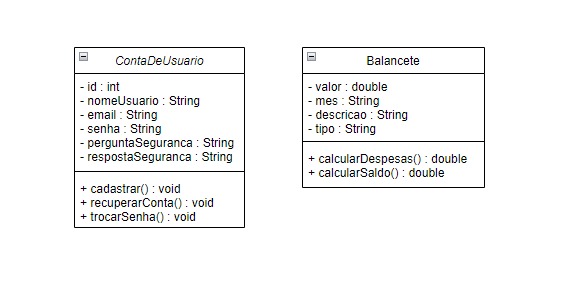 ContaDeUsuario
- id : int
- nomeUsuario : String
- email : String
- senha : String
- perguntaSeguranca : String
- respostaSeguranca : String
+ cadastrar() : void
+ recuperarConta() : void
+ trocarSenha() : void
Balancete
- valor : double
- mes : String
- descricao : String
- tipo : String
+ calcularDespesas() : double
+ calcularSaldo() : double